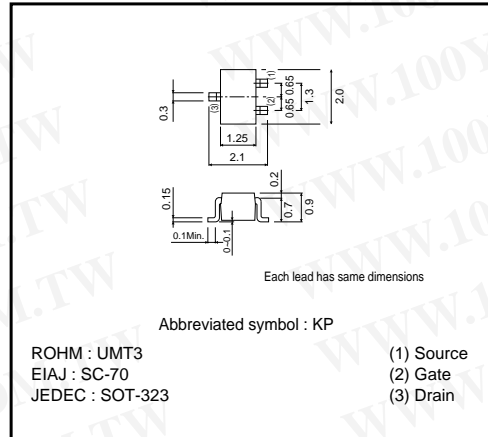 (1)
0.65
(2)
0.65
1.3
2.0
0.3
(3)
1.25
2.1
0.2
0.15
0.7
0.9
0.1Min.
0~0.1
Each lead has same dimensions
Abbreviated symbol : KP
ROHM : UMT3
EIAJ : SC-70
JEDEC : SOT-323
(1) Source
(2) Gate
(3) Drain